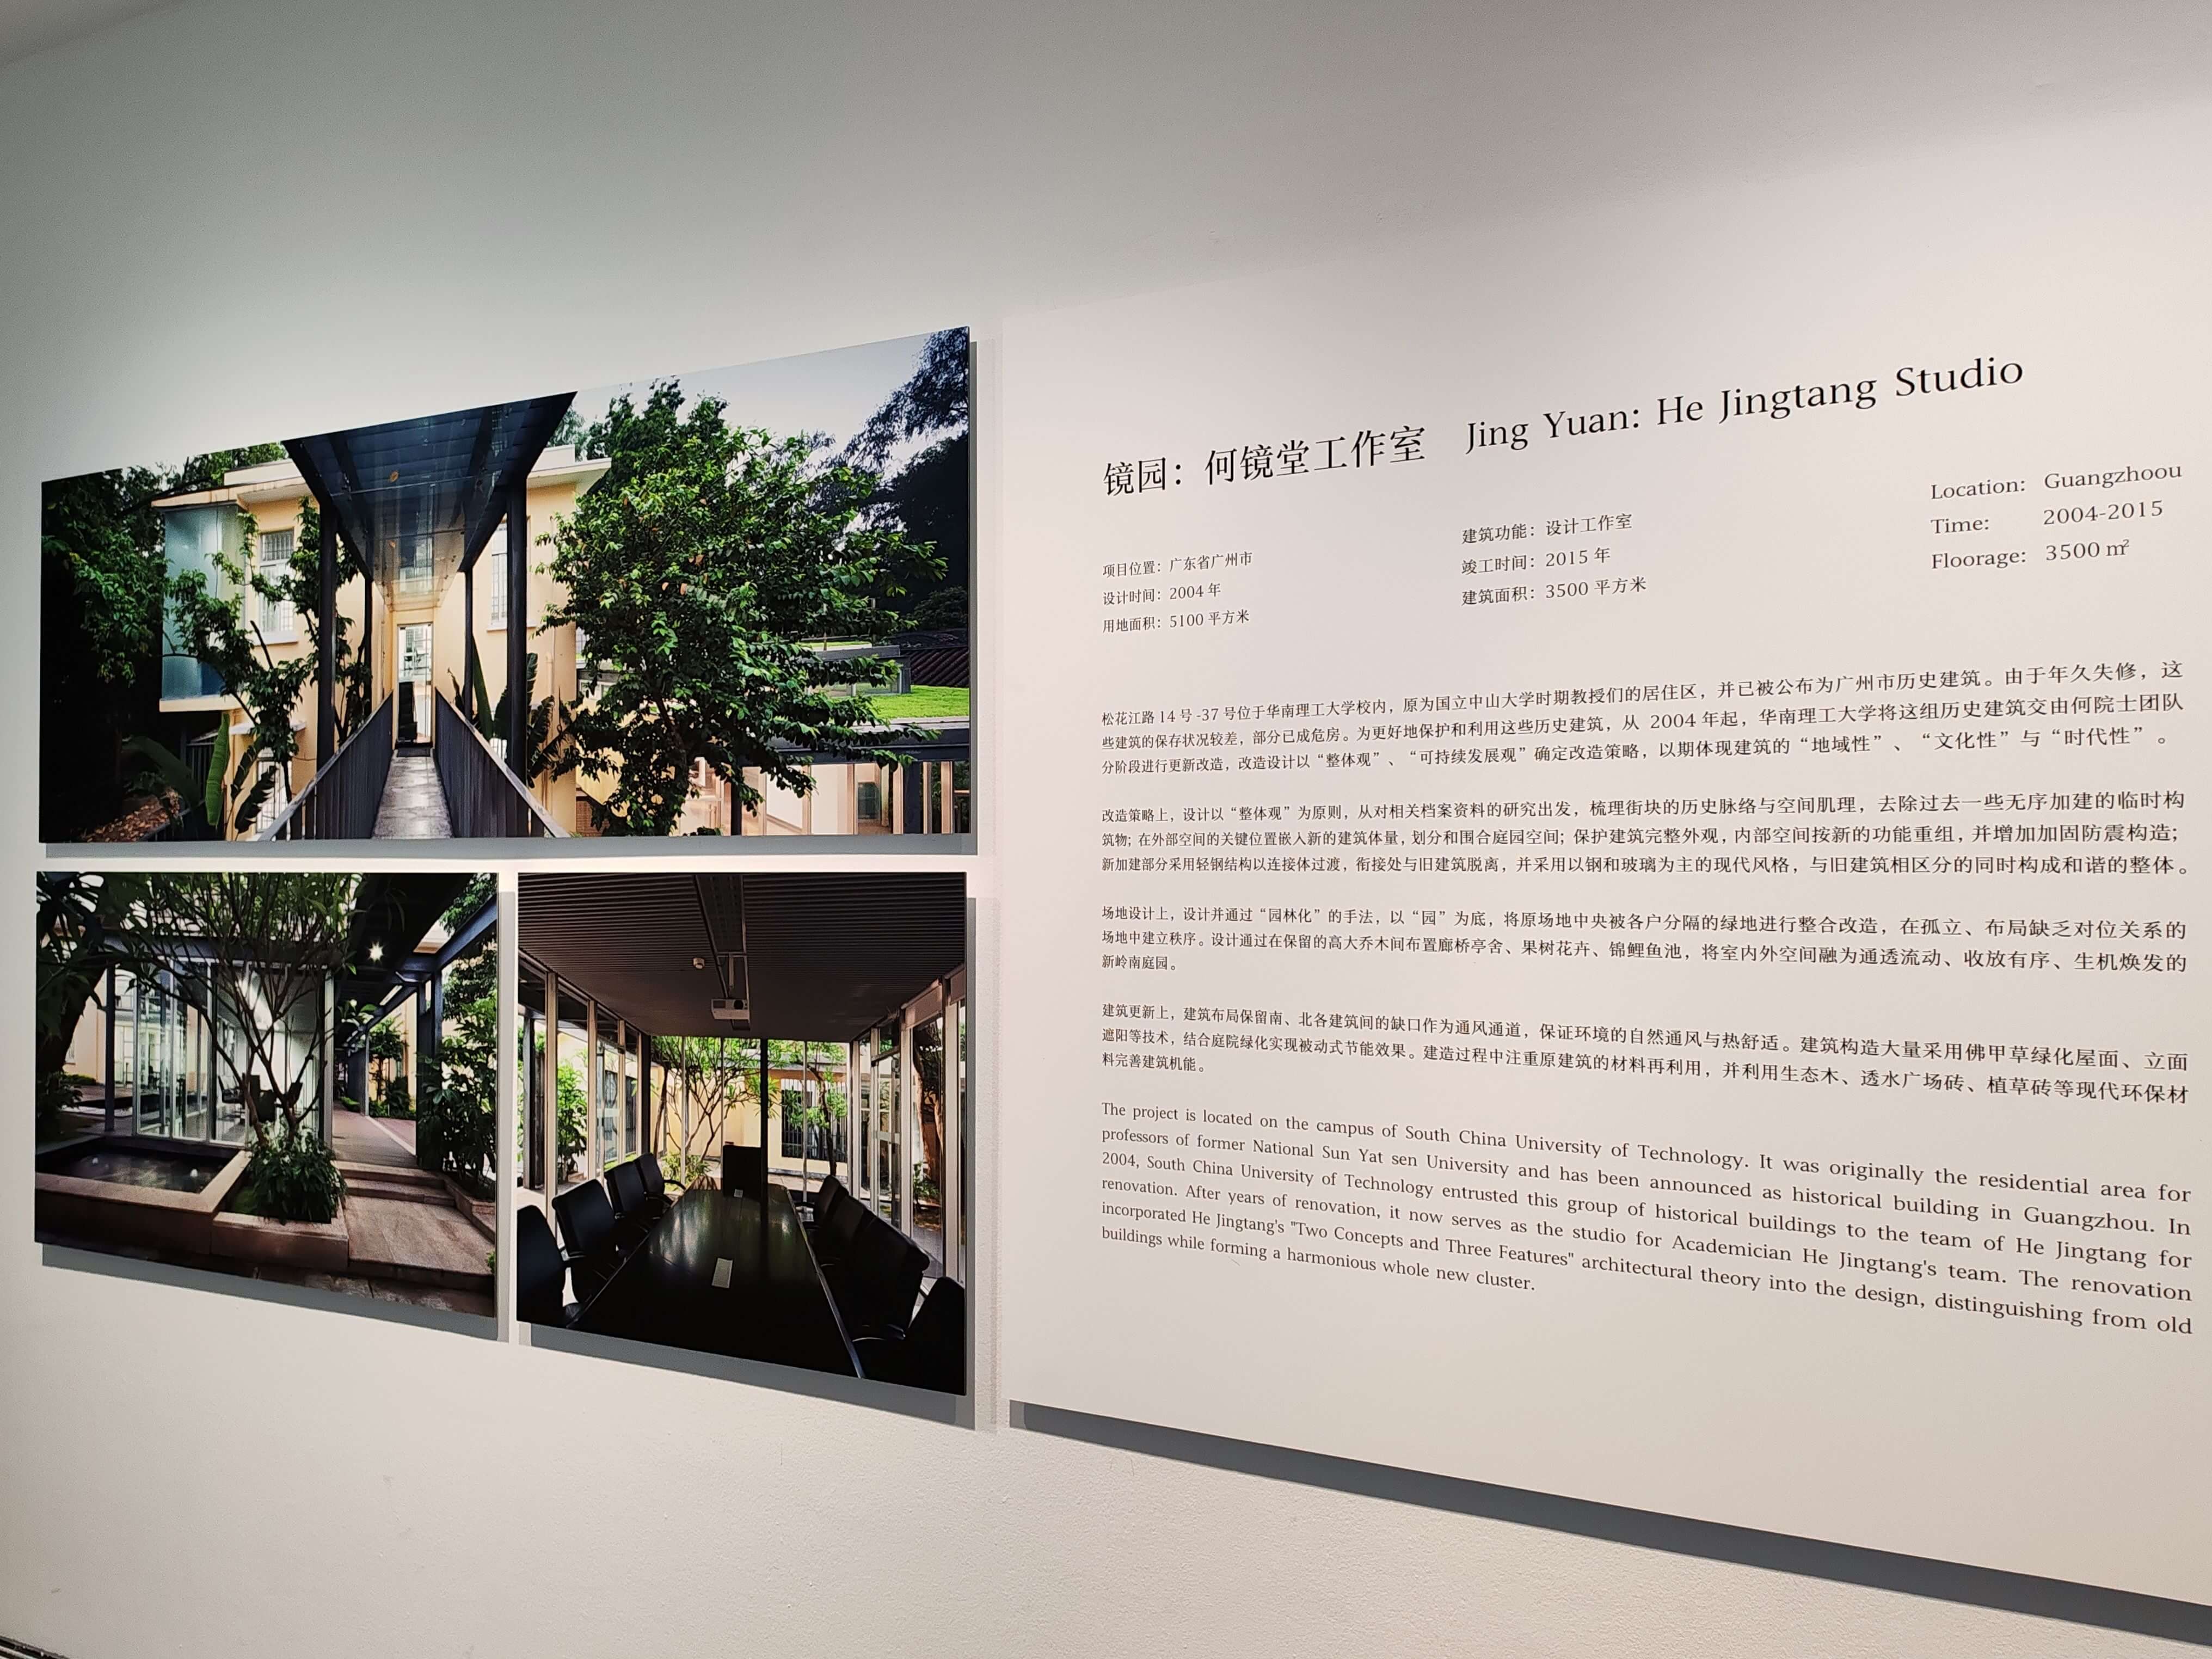 镜园：何镜堂工作室 Jing Yuan: He Jingtang Studio
项目位置：广东省广州市
设计时间：2004 年
用地面积：5100 平方米
建筑功能：设计工作室
竣工时间：2015 年
建筑面积：3500 平方米
Location: Guangzhoou
Time: 2004-2015
Floorage: 3500 ㎡
松花江路 14 号 -37 号位于华南理工大学校内，原为国立中山大学时期教授们的居住区，并已被公布为广州市历史建筑。由于年久失修，这
些建筑的保存状况较差，部分已成危房。为更好地保护和利用这些历史建筑，从 2004 年起，华南理工大学将这组历史建筑交由何院士团队
分阶段进行更新改造，改造设计以“整体观”、“可持续发展观”确定改造策略，以期体现建筑的“地域性”、“文化性”与“时代性”。
改造策略上，设计以“整体观”为原则，从对相关档案资料的研究出发，梳理街块的历史脉络与空间肌理，去除过去一些无序加建的临时构
筑物；在外部空间的关键位置嵌入新的建筑体量，划分和围合庭园空间；保护建筑完整外观，内部空间按新的功能重组，并增加加固防震构造；
新加建部分采用轻钢结构以连接体过渡，衔接处与旧建筑脱离，并采用以钢和玻璃为主的现代风格，与旧建筑相区分的同时构成和谐的整体。
场地设计上，设计并通过“园林化”的手法，以“园”为底，将原场地中央被各户分隔的绿地进行整合改造，在孤立、布局缺乏对位关系的
场地中建立秩序。设计通过在保留的高大乔木间布置廊桥亭舍、果树花卉、锦鲤鱼池，将室内外空间融为通透流动、收放有序、生机焕发的
新岭南庭园。
建筑更新上，建筑布局保留南、北各建筑间的缺口作为通风通道，保证环境的自然通风与热舒适。建筑构造大量采用佛甲草绿化屋面、立面
遮阳等技术，结合庭院绿化实现被动式节能效果。建造过程中注重原建筑的材料再利用，并利用生态木、透水广场砖、植草砖等现代环保材
料完善建筑机能。
The project is located on the campus of South China University of Technology. It was originally the residential area for
professors of former National Sun Yat sen University and has been announced as historical building in Guangzhou. In
2004, South China University of Technology entrusted this group of historical buildings to the team of He Jingtang for
renovation. After years of renovation, it now serves as the studio for Academician He Jingtang's team. The renovation
incorporated He Jingtang's "Two Concepts and Three Features" architectural theory into the design, distinguishing from old
buildings while forming a harmonious whole new cluster.